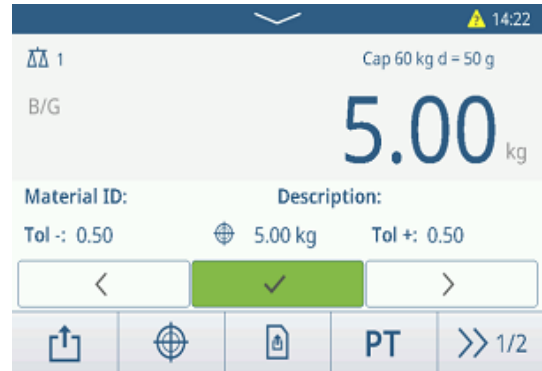 14:22
1 Cap 60 kg d = 50 g
B/G
5.00 kg
Material ID: Description:
Tol -: 0.50 5.00 kg Tol +: 0.50
PT 1/2